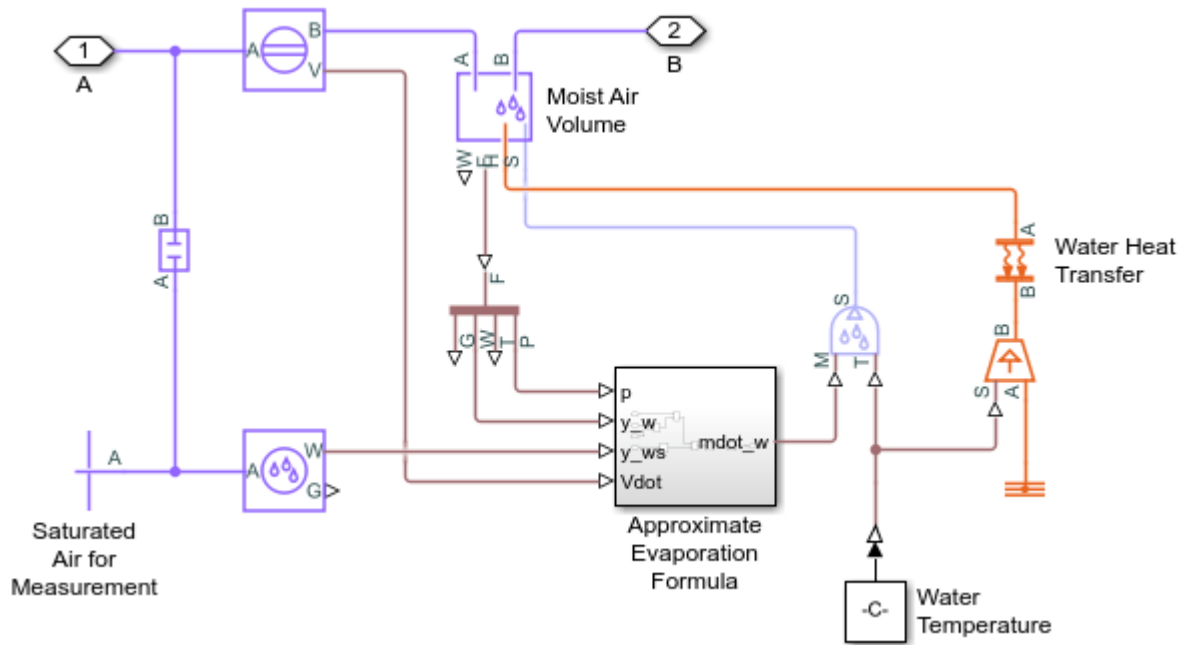 1
A
A
B
V
A
B
2
B
Moist Air
Volume
W
F
H
S
B
A
A
Water Heat
Transfer
B
F
G
W
T
P
S
M
T
B
S
A
p
y_w
y_ws
Vdot
mdot_w
A
A
W
G
Saturated
Air for
Measurement
Approximate
Evaporation
Formula
-C-
Water
Temperature